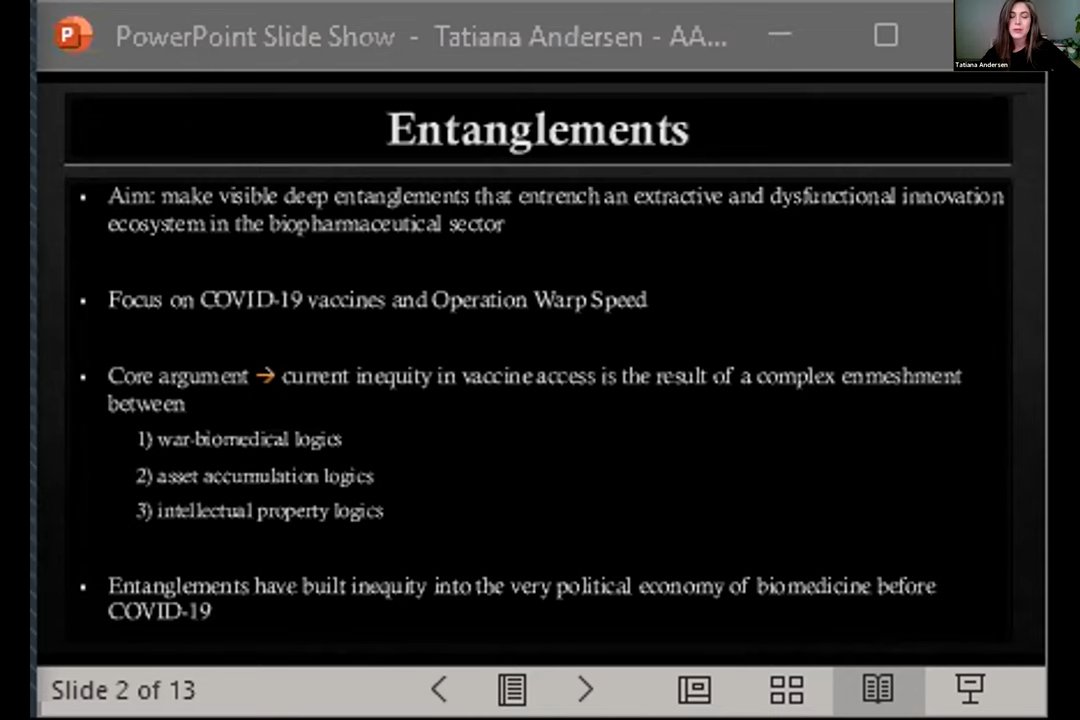 PowerPoint Slide Show - Tatiana Andersen - AA...
Tatiana Andersen
Entanglements
• Aim: make visible deep entanglements that entrench an extractive and dysfunctional innovation
ecosystem in the biopharmaceutical sector
• Focus on COVID-19 vaccines and Operation Warp Speed
• Core argument → current inequity in vaccine access is the result of a complex enmeshment
between
1) war-biomedical logics
2) asset accumulation logics
3) intellectual property logics
• Entanglements have built inequity into the very political economy of biomedicine before
COVID-19
Slide 2 of 13